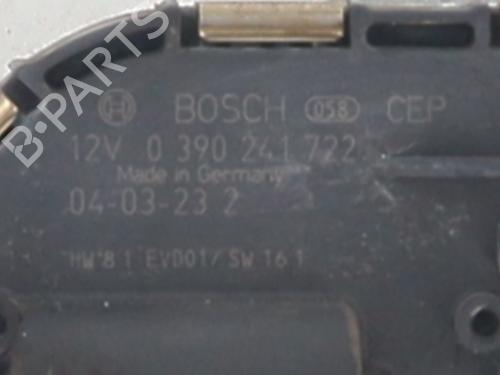 BOSCH 058 CEP
12V 0 390 241 722
Made in Germany
04-03-23 2
HW 8 1 EVD01/ SW 16 1
B-PARTS